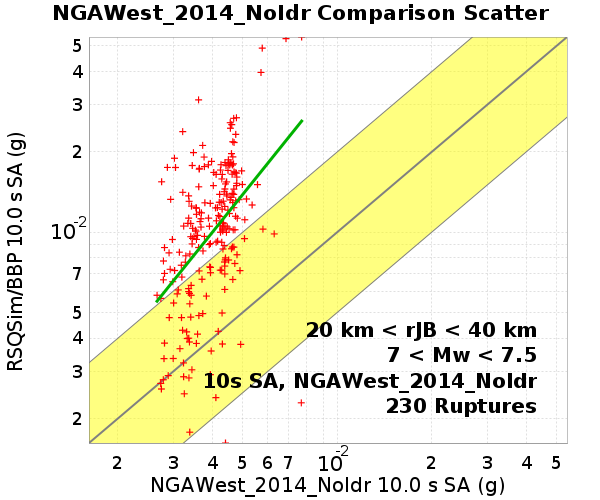 NGAWest_2014_NoIdr Comparison Scatter
RSQSim/BBP 10.0 s SA (g)
5
4
3
2
10-2
7
5
4
3
2
20 km < rJB < 40 km
7 < Mw < 7.5
10s SA, NGAWest_2014_NoIdr
230 Ruptures
2 3 4 5 6 7 10-2 2 3 4 5
NGAWest_2014_NoIdr 10.0 s SA (g)